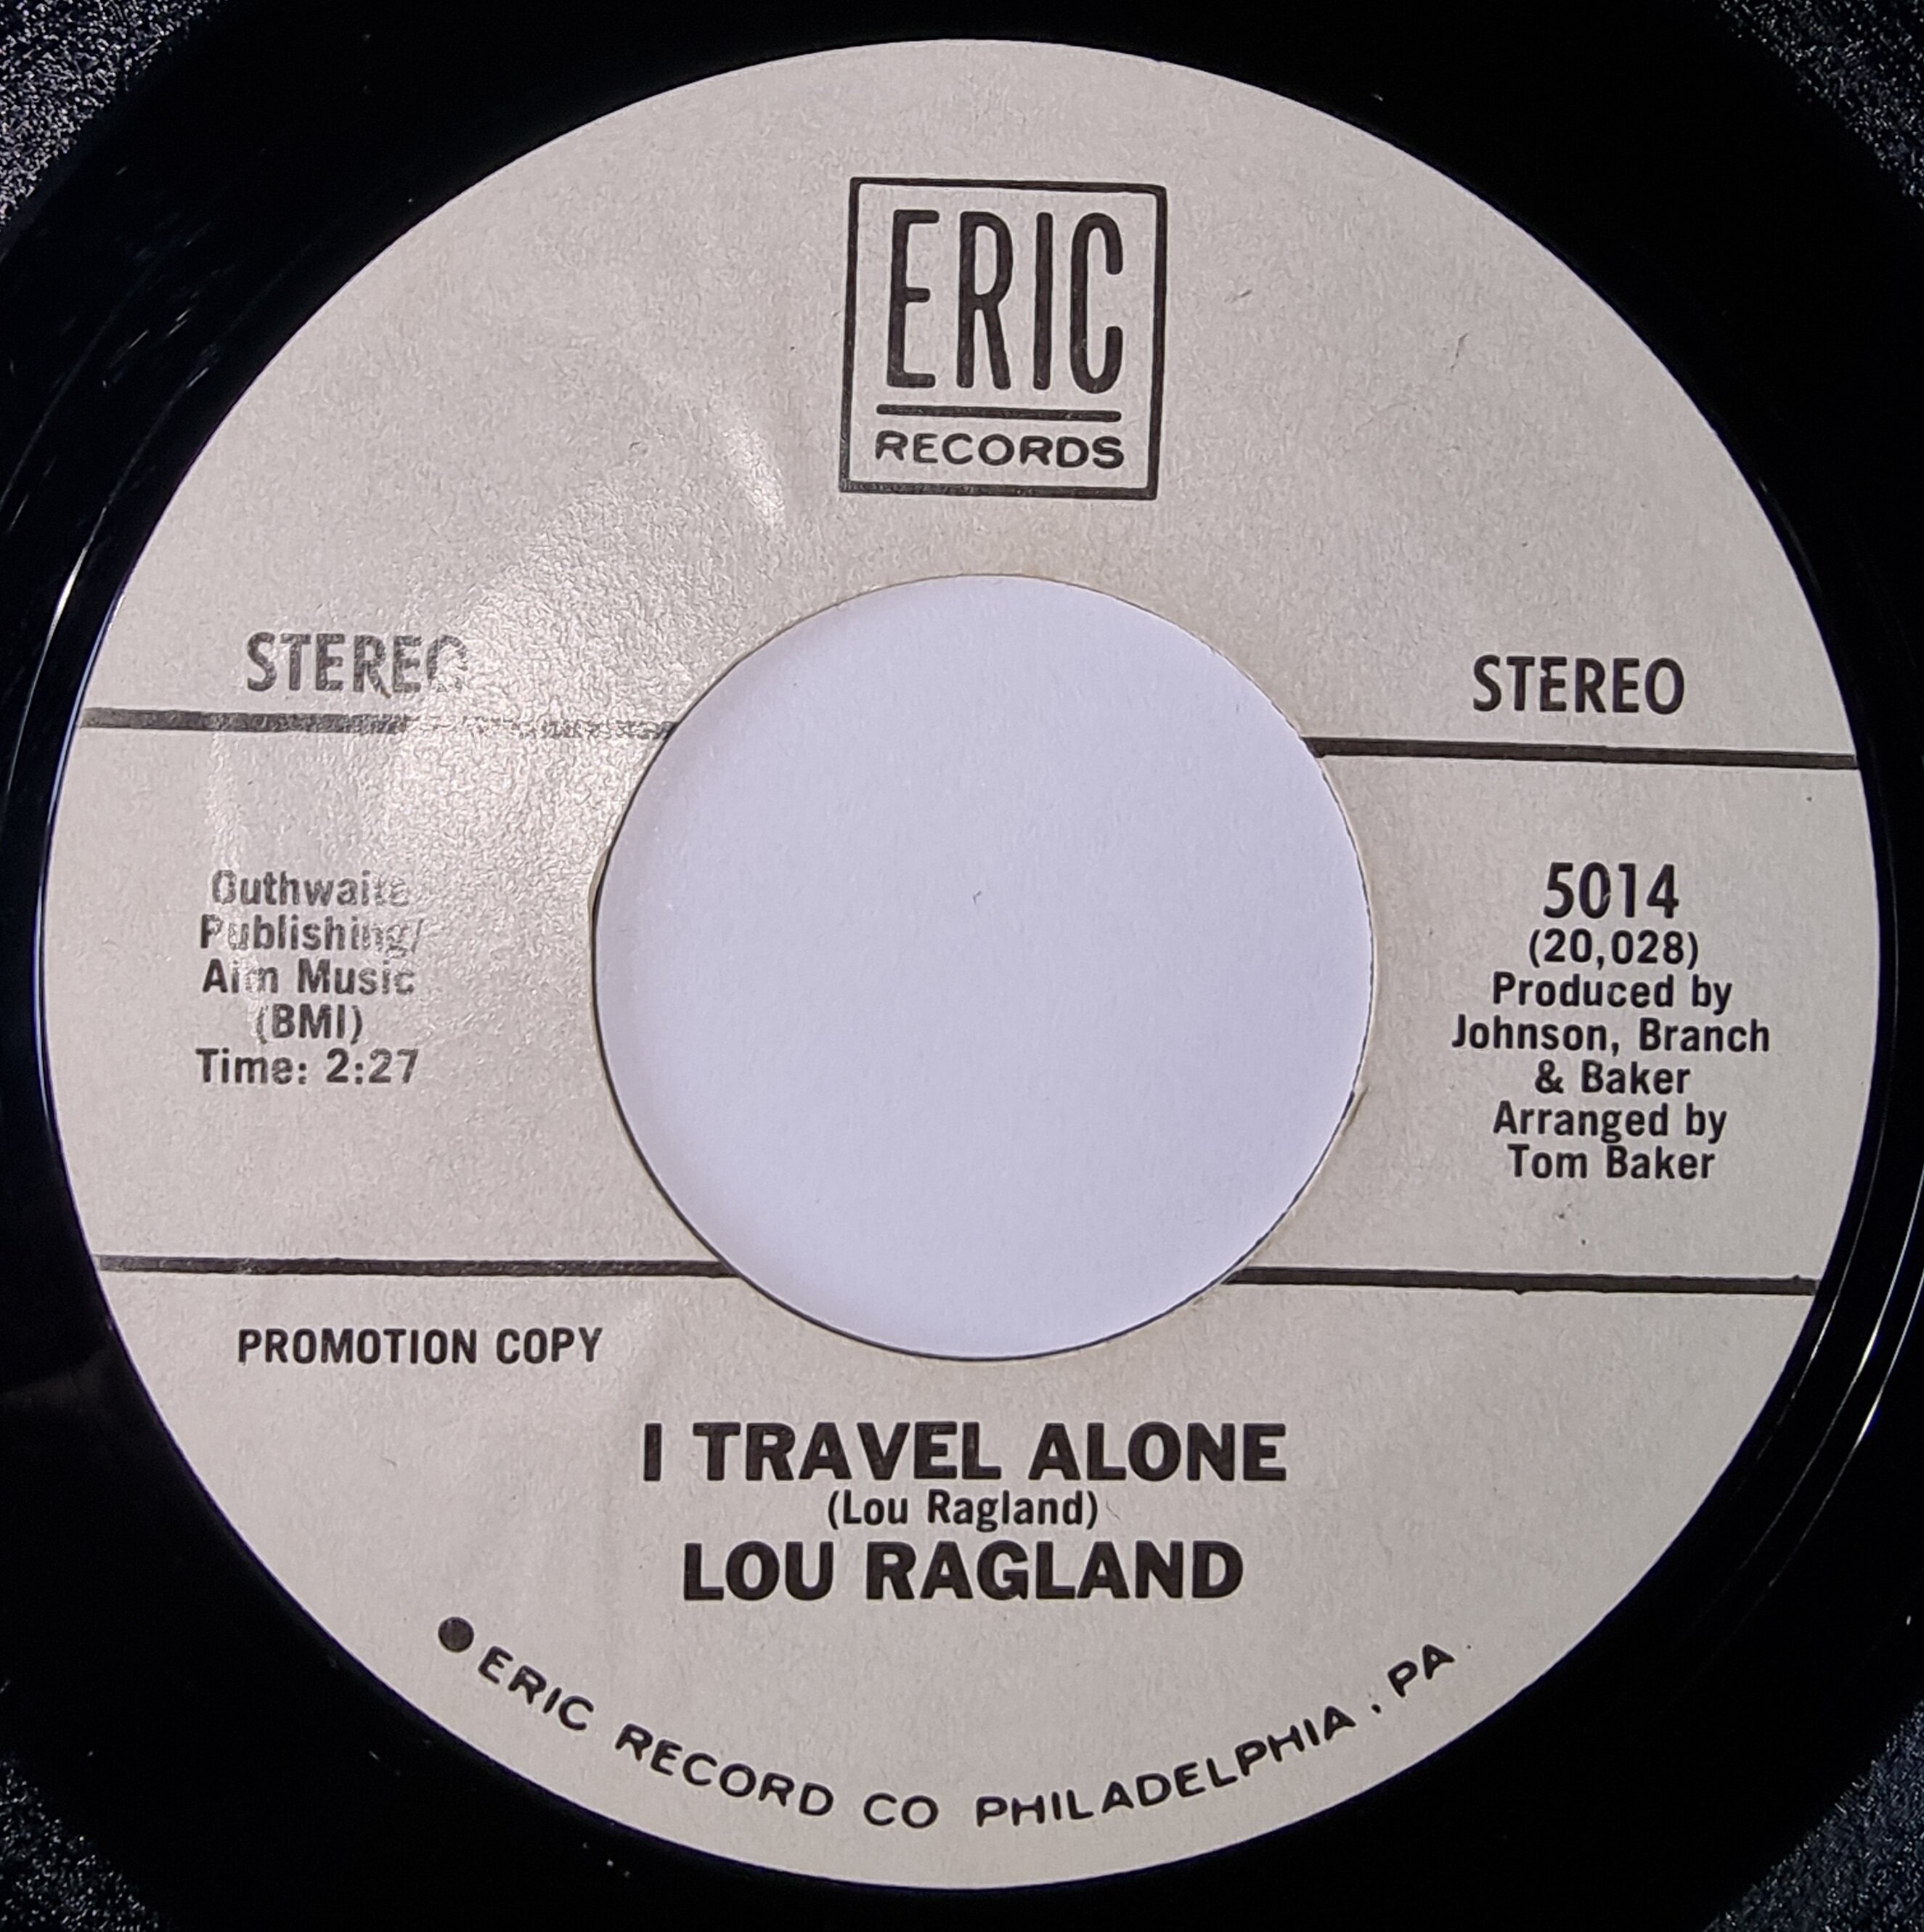 ERIC
RECORDS
STEREO
STEREO
Outhwaite
Publishing/
Aim Music
(BMI)
Time: 2:27
5014
(20,028)
Produced by
Johnson, Branch
& Baker
Arranged by
Tom Baker
PROMOTION COPY
I TRAVEL ALONE
(Lou Ragland)
LOU RAGLAND
ERIC RECORD CO PHILADELPHIA, PA